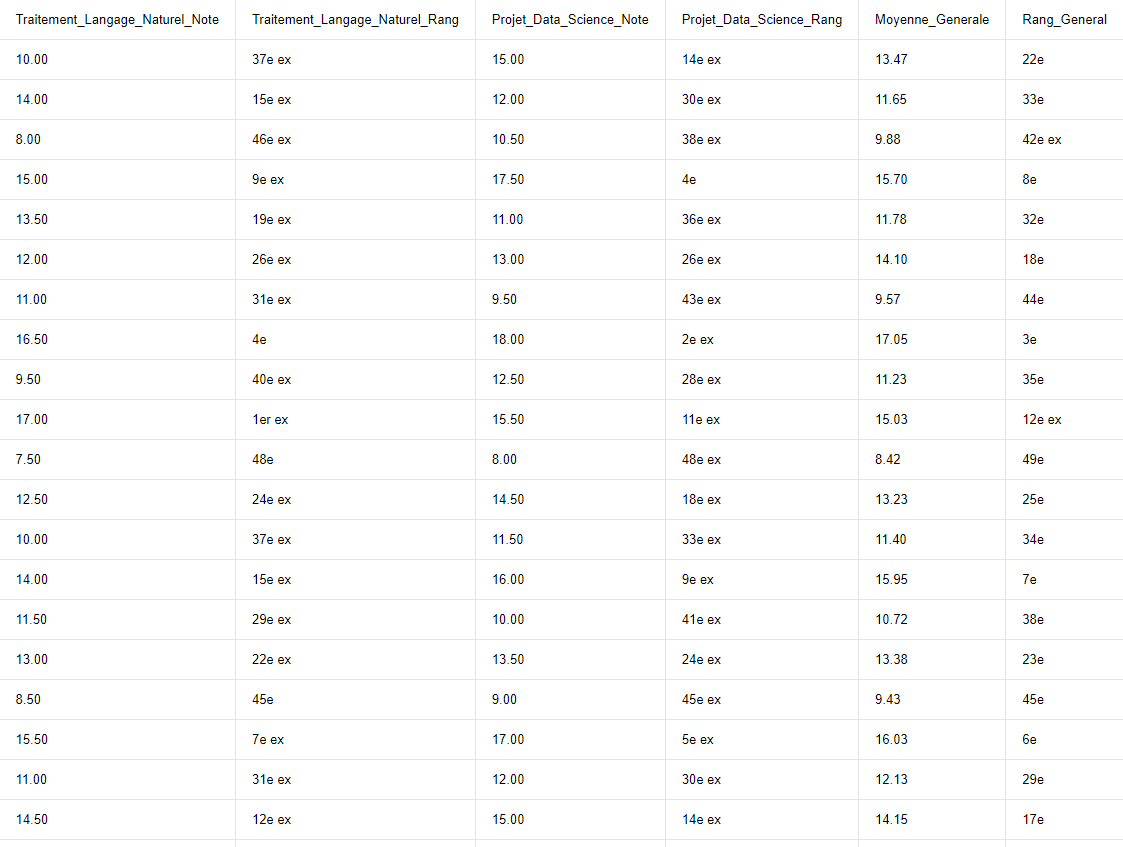 Traitement_Langage_Naturel_Note Traitement_Langage_Naturel_Rang Projet_Data_Science_Note Projet_Data_Science_Rang Moyenne_Generale Rang_General
10.00 37e ex 15.00 14e ex 13.47 22e
14.00 15e ex 12.00 30e ex 11.65 33e
8.00 46e ex 10.50 38e ex 9.88 42e ex
15.00 9e ex 17.50 4e 15.70 8e
13.50 19e ex 11.00 36e ex 11.78 32e
12.00 26e ex 13.00 26e ex 14.10 18e
11.00 31e ex 9.50 43e ex 9.57 44e
16.50 4e 18.00 2e ex 17.05 3e
9.50 40e ex 12.50 28e ex 11.23 35e
17.00 1er ex 15.50 11e ex 15.03 12e ex
7.50 48e 8.00 48e ex 8.42 49e
12.50 24e ex 14.50 18e ex 13.23 25e
10.00 37e ex 11.50 33e ex 11.40 34e
14.00 15e ex 16.00 9e ex 15.95 7e
11.50 29e ex 10.00 41e ex 10.72 38e
13.00 22e ex 13.50 24e ex 13.38 23e
8.50 45e 9.00 45e ex 9.43 45e
15.50 7e ex 17.00 5e ex 16.03 6e
11.00 31e ex 12.00 30e ex 12.13 29e
14.50 12e ex 15.00 14e ex 14.15 17e